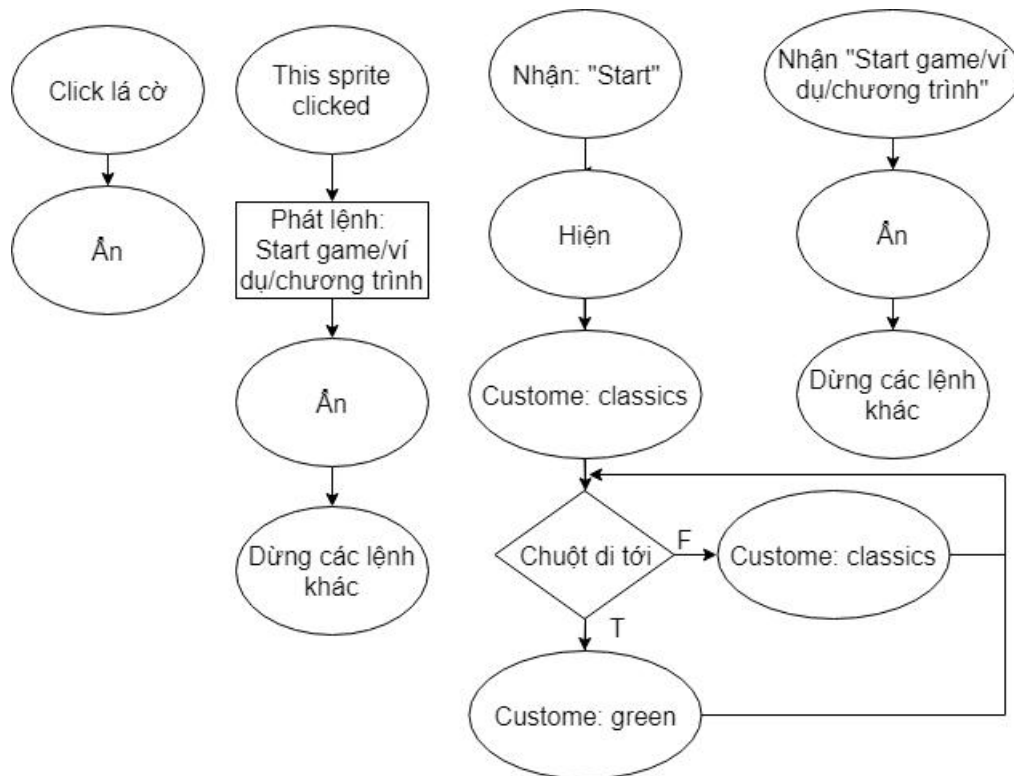 Click lá cờ
Ẩn
This sprite
clicked
Phát lệnh:
Start game/ví
dụ/chương trình
Ẩn
Dừng các lệnh
khác
Nhận: "Start"
Hiện
Custome: classics
Chuột di tới
F
Custome: classics
T
Custome: green
Nhận "Start game/ví
dụ/chương trình"
Ẩn
Dừng các lệnh
khác